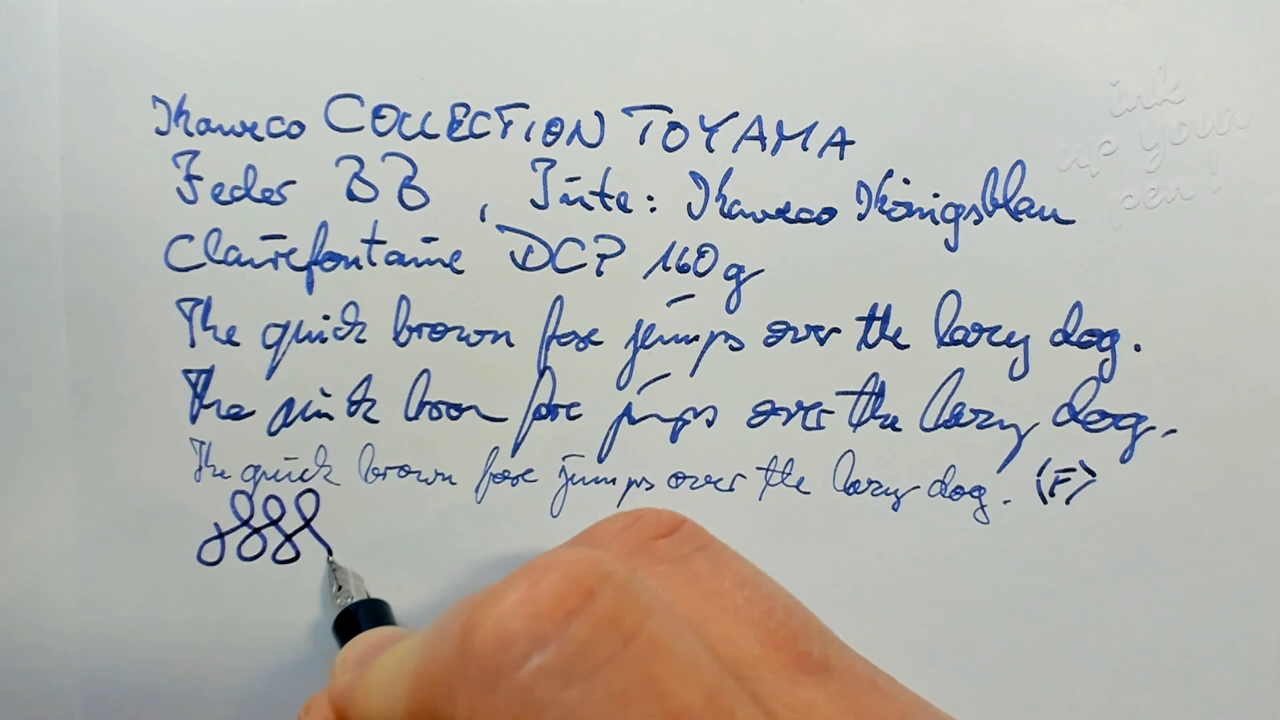 Kaweco COLLECTION TOYAMA
Feder BB, Tinte: Kaweco Königsblau
Clairefontaine DCP 160g
The quick brown fox jumps over the lazy dog.
The quick brown fox jumps over the lazy dog.
The quick brown fox jumps over the lazy dog. (F)
ink
up your
pen!